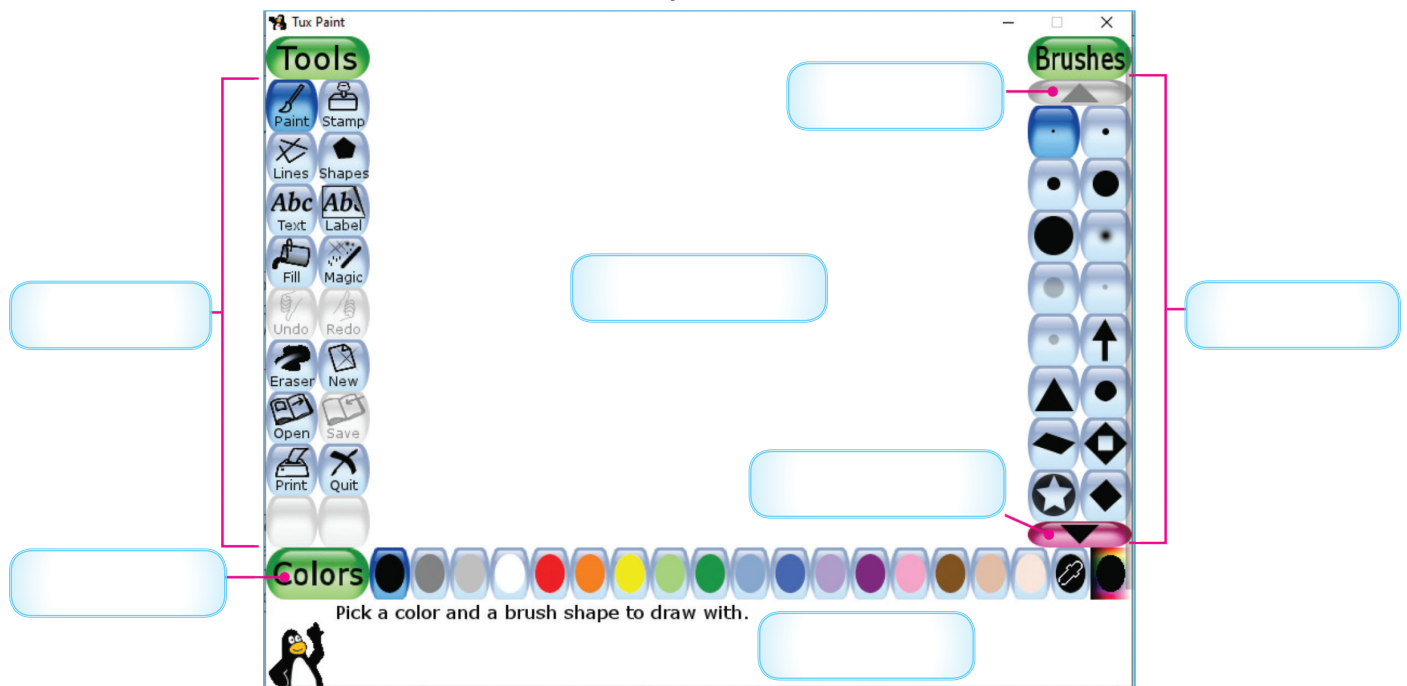 Tux Paint
Tools
Brushes
Paint Stamp
Lines Shapes
Abc Abc
Text Label
Fill Magic
Undo Redo
Eraser New
Open Save
Print Quit
Colors
Pick a color and a brush shape to draw with.